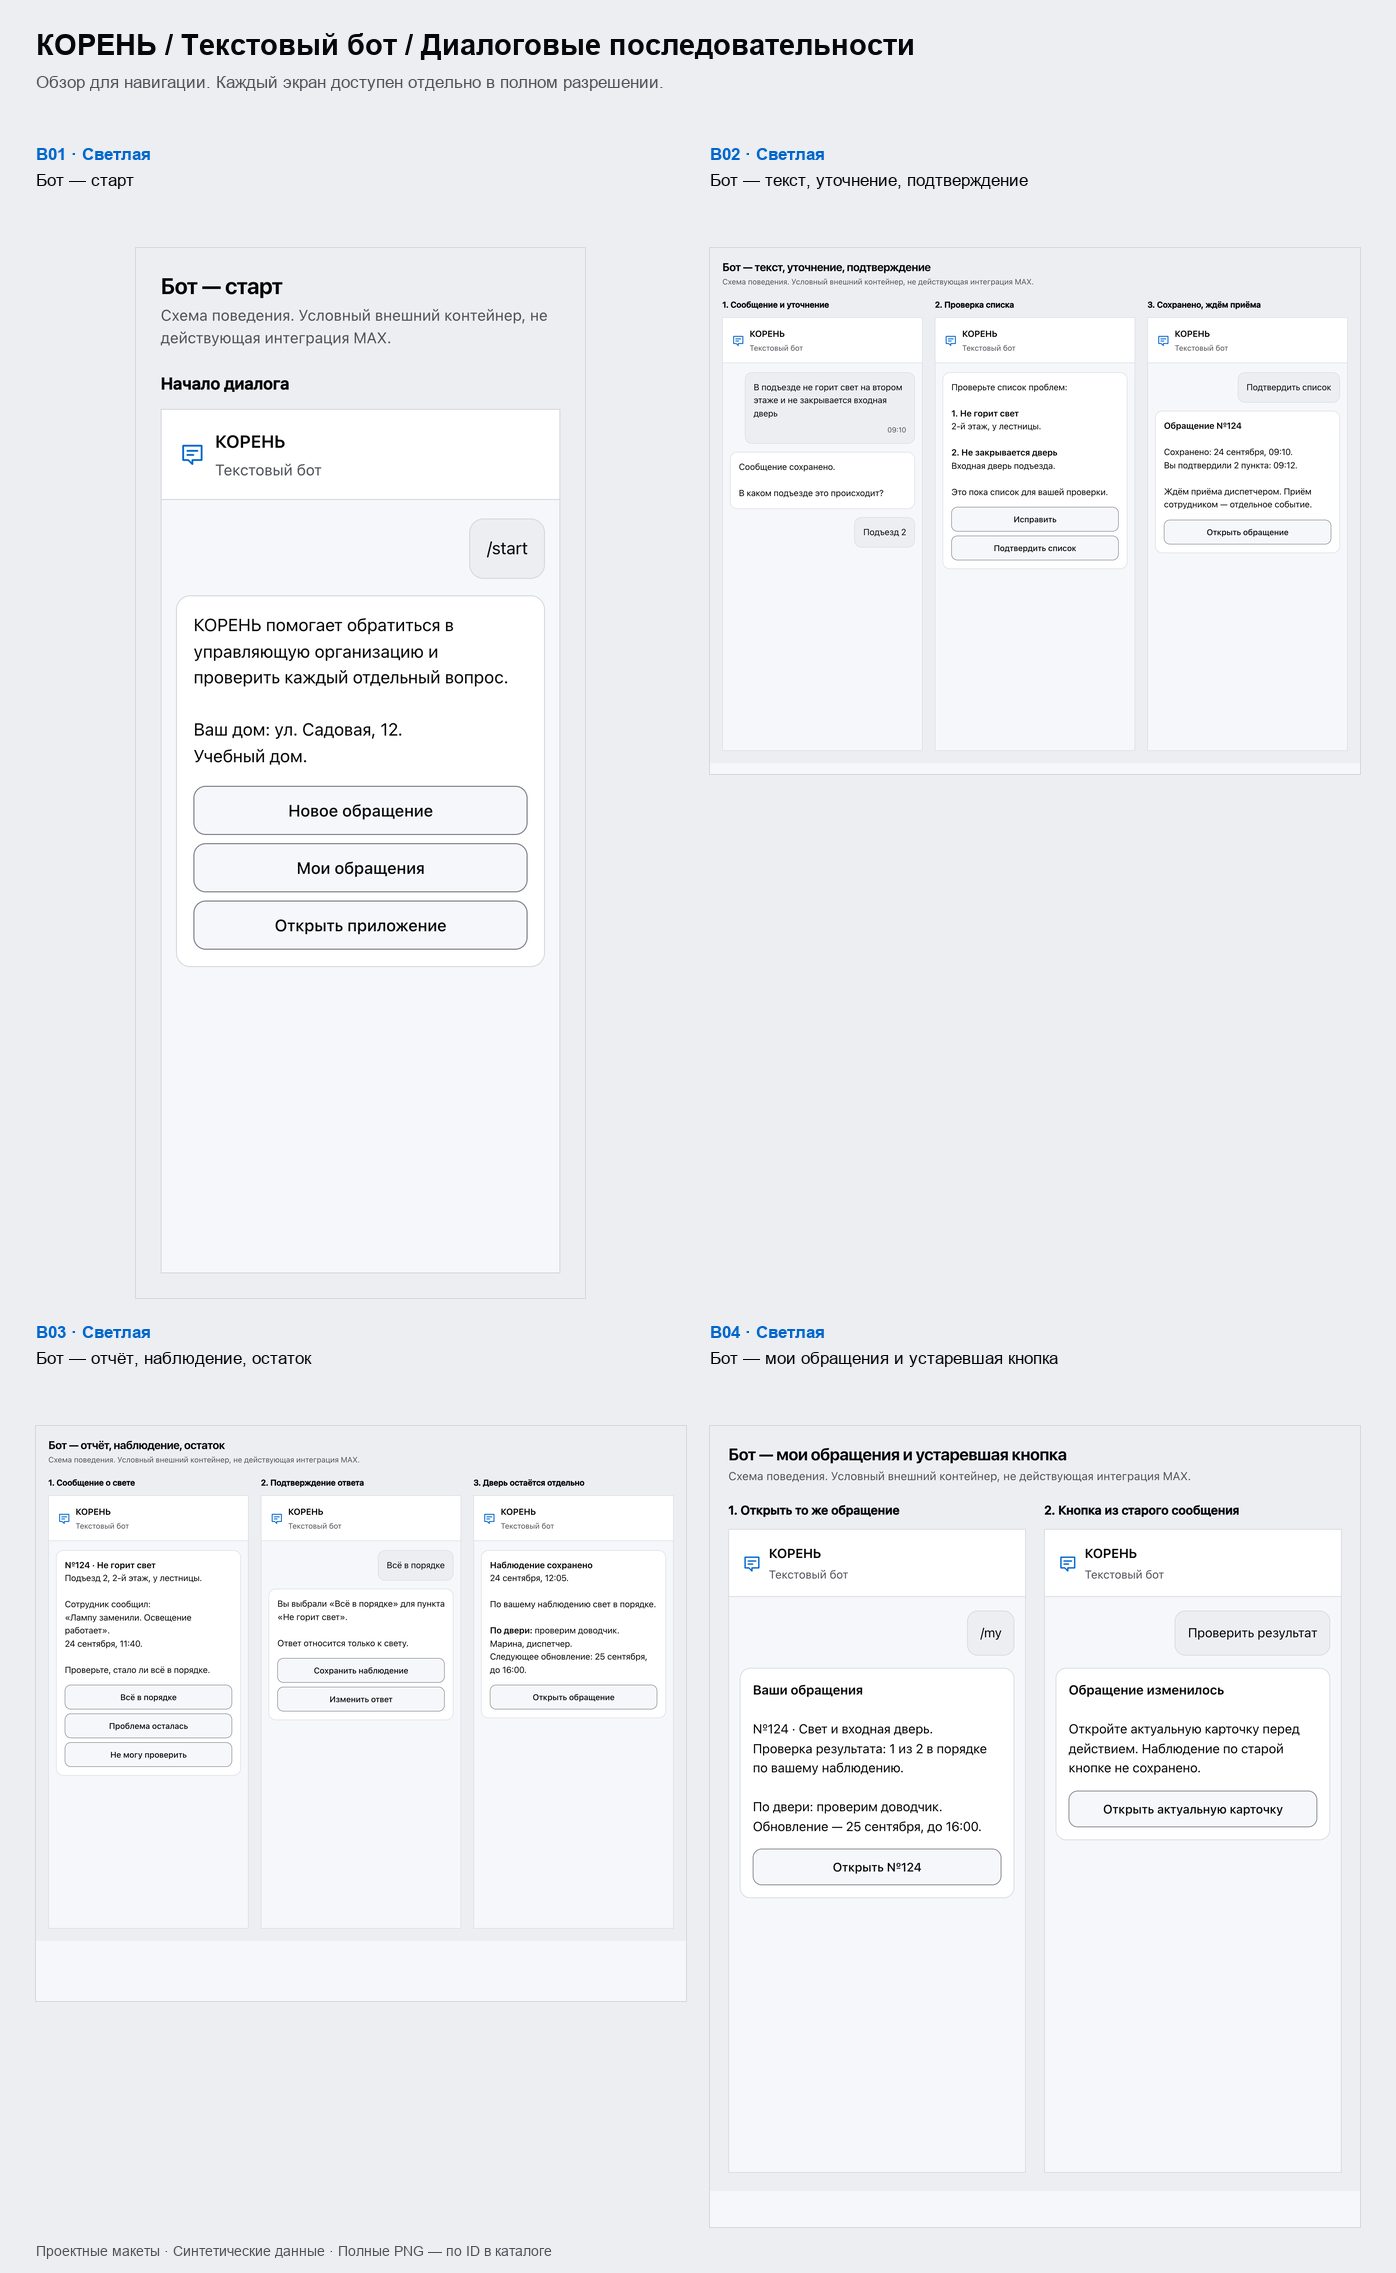 КОРЕНЬ / Текстовый бот / Диалоговые последовательности
Обзор для навигации. Каждый экран доступен отдельно в полном разрешении.
B01 · Светлая
Бот — старт
Бот — старт
Схема поведения. Условный внешний контейнер, не
действующая интеграция MAX.
Начало диалога
КОРЕНЬ
Текстовый бот
/start
КОРЕНЬ помогает обратиться в
управляющую организацию и
проверить каждый отдельный вопрос.
Ваш дом: ул. Садовая, 12.
Учебный дом.
Новое обращение
Мои обращения
Открыть приложение
B02 · Светлая
Бот — текст, уточнение, подтверждение
Бот — текст, уточнение, подтверждение
Схема поведения. Условный внешний контейнер, не действующая интеграция MAX.
1. Сообщение и уточнение
КОРЕНЬ
Текстовый бот
В подъезде не горит свет на втором
этаже и не закрывается входная
дверь
09:10
Сообщение сохранено.
В каком подъезде это происходит?
Подъезд 2
2. Проверка списка
КОРЕНЬ
Текстовый бот
Проверьте список проблем:
1. Не горит свет
2-й этаж, у лестницы.
2. Не закрывается дверь
Входная дверь подъезда.
Это пока список для вашей проверки.
Исправить
Подтвердить список
3. Сохранено, ждём приёма
КОРЕНЬ
Текстовый бот
Подтвердить список
Обращение №124
Сохранено: 24 сентября, 09:10.
Вы подтвердили 2 пункта: 09:12.
Ждём приёма диспетчером. Приём
сотрудником — отдельное событие.
Открыть обращение
B03 · Светлая
Бот — отчёт, наблюдение, остаток
Бот — отчёт, наблюдение, остаток
Схема поведения. Условный внешний контейнер, не действующая интеграция MAX.
1. Сообщение о свете
КОРЕНЬ
Текстовый бот
№124 · Не горит свет
Подъезд 2, 2-й этаж, у лестницы.
Сотрудник сообщил:
«Лампу заменили. Освещение
работает».
24 сентября, 11:40.
Проверьте, стало ли всё в порядке.
Всё в порядке
Проблема осталась
Не могу проверить
2. Подтверждение ответа
КОРЕНЬ
Текстовый бот
Всё в порядке
Вы выбрали «Всё в порядке» для пункта
«Не горит свет».
Ответ относится только к свету.
Сохранить наблюдение
Изменить ответ
3. Дверь остаётся отдельно
КОРЕНЬ
Текстовый бот
Наблюдение сохранено
24 сентября, 12:05.
По вашему наблюдению свет в порядке.
По двери: проверим доводчик.
Марина, диспетчер.
Следующее обновление: 25 сентября,
до 16:00.
Открыть обращение
B04 · Светлая
Бот — мои обращения и устаревшая кнопка
Бот — мои обращения и устаревшая кнопка
Схема поведения. Условный внешний контейнер, не действующая интеграция MAX.
1. Открыть то же обращение
КОРЕНЬ
Текстовый бот
/my
Ваши обращения
№124 · Свет и входная дверь.
Проверка результата: 1 из 2 в порядке
по вашему наблюдению.
По двери: проверим доводчик.
Обновление — 25 сентября, до 16:00.
Открыть №124
2. Кнопка из старого сообщения
КОРЕНЬ
Текстовый бот
Проверить результат
Обращение изменилось
Откройте актуальную карточку перед
действием. Наблюдение по старой
кнопке не сохранено.
Открыть актуальную карточку
Проектные макеты · Синтетические данные · Полные PNG — по ID в каталоге